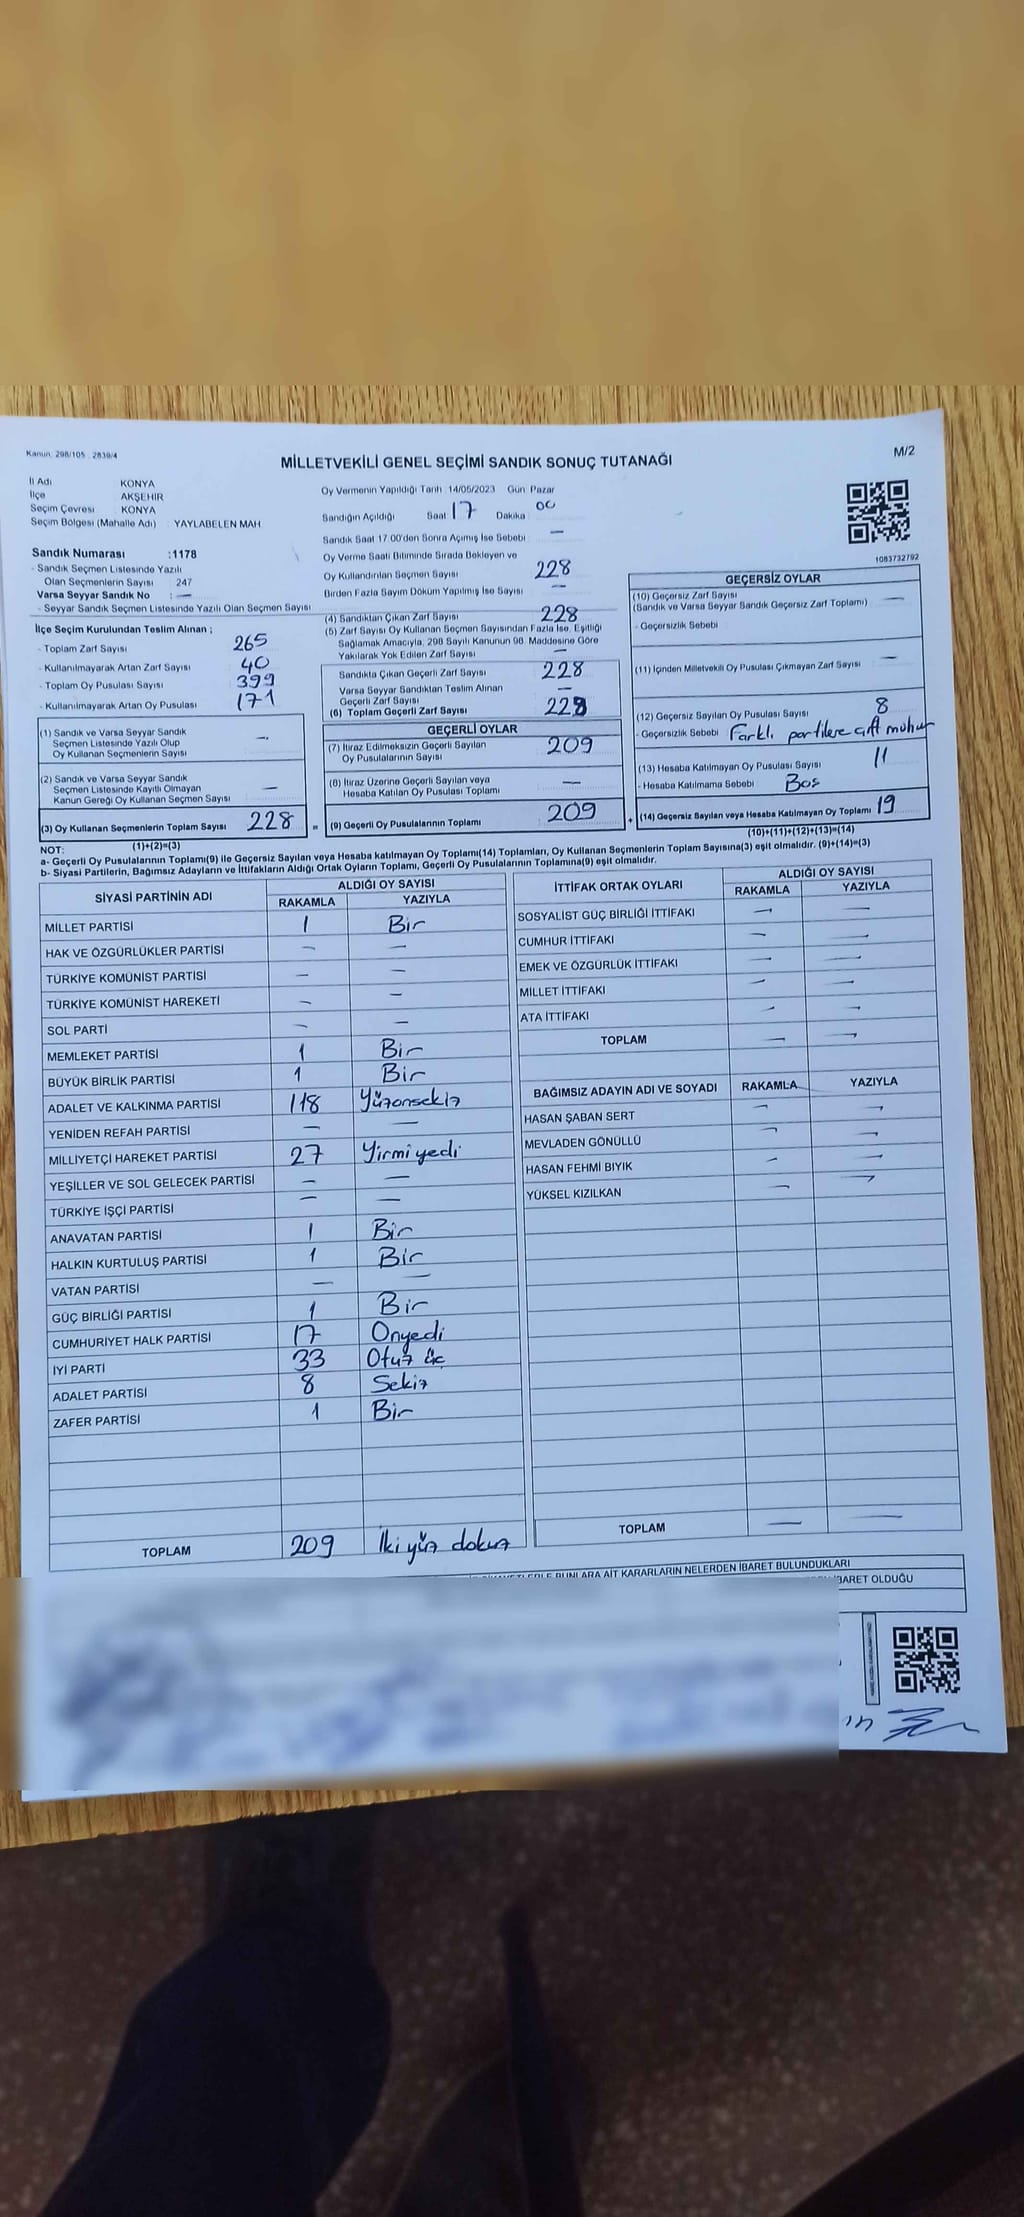 Kanun: 298/105 2839/4
M/2
MİLLETVEKİLİ GENEL SEÇİMİ SANDIK SONUÇ TUTANAĞI
İl Adı KONYA
İlçe AKŞEHİR
Seçim Çevresi KONYA
Seçim Bölgesi (Mahalle Adı) YAYLABELEN MAH.
Sandık Numarası :1178
- Sandık Seçmen Listesinde Yazılı
Olan Seçmenlerin Sayısı : 247
Varsa Seyyar Sandık No : —
- Seyyar Sandık Seçmen Listesinde Yazılı Olan Seçmen Sayısı
İlçe Seçim Kurulundan Teslim Alınan ;
- Toplam Zarf Sayısı 265
- Kullanılmayarak Artan Zarf Sayısı 40
- Toplam Oy Pusulası Sayısı 399
- Kullanılmayarak Artan Oy Pusulası 171
Oy Vermenin Yapıldığı Tarih :14/05/2023 Gün: Pazar
Sandığın Açıldığı Saat 17 Dakika 00
Sandık Saat 17:00'den Sonra Açımış İse Sebebi —
Oy Verme Saati Bitiminde Sırada Bekleyen ve
Oy Kullandırılan Seçmen Sayısı 228
Birden Fazla Sayım Döküm Yapılmış İse Sayısı —
(4) Sandıktan Çıkan Zarf Sayısı 228
(5) Zarf Sayısı Oy Kullanan Seçmen Sayısından Fazla İse, Eşitliği
Sağlamak Amacıyla, 298 Sayılı Kanunun 98. Maddesine Göre
Yakılarak Yok Edilen Zarf Sayısı —
Sandıkta Çıkan Geçerli Zarf Sayısı 228
Varsa Seyyar Sandıktan Teslim Alınan
Geçerli Zarf Sayısı —
(6) Toplam Geçerli Zarf Sayısı 228
1083732792
GEÇERSİZ OYLAR
(10) Geçersiz Zarf Sayısı
(Sandık ve Varsa Seyyar Sandık Geçersiz Zarf Toplamı) —
- Geçersizlik Sebebi
(11) İçinden Milletvekili Oy Pusulası Çıkmayan Zarf Sayısı —
(12) Geçersiz Sayılan Oy Pusulası Sayısı 8
- Geçersizlik Sebebi Farklı partilere çift mühür
(13) Hesaba Katılmayan Oy Pusulası Sayısı 11
- Hesaba Katılmama Sebebi Boş
(14) Geçersiz Sayılan veya Hesaba Katılmayan Oy Toplamı 19
(10)+(11)+(12)+(13)=(14)
(1) Sandık ve Varsa Seyyar Sandık
Seçmen Listesinde Yazılı Olup
Oy Kullanan Seçmenlerin Sayısı —
(2) Sandık ve Varsa Seyyar Sandık
Seçmen Listesinde Kayıtlı Olmayan
Kanun Gereği Oy Kullanan Seçmen Sayısı —
(3) Oy Kullanan Seçmenlerin Toplam Sayısı 228
(1)+(2)=(3)
=
GEÇERLİ OYLAR
(7) İtiraz Edilmeksizin Geçerli Sayılan
Oy Pusulalarının Sayısı 209
(8) İtiraz Üzerine Geçerli Sayılan veya
Hesaba Katılan Oy Pusulası Toplamı —
(9) Geçerli Oy Pusulalarının Toplamı 209
+
NOT:
a- Geçerli Oy Pusulalarının Toplamı(9) ile Geçersiz Sayılan veya Hesaba katılmayan Oy Toplamı(14) Toplamları, Oy Kullanan Seçmenlerin Toplam Sayısına(3) eşit olmalıdır. (9)+(14)=(3)
b- Siyasi Partilerin, Bağımsız Adayların ve İttifakların Aldığı Ortak Oyların Toplamı, Geçerli Oy Pusulalarının Toplamına(9) eşit olmalıdır.
SİYASİ PARTİNİN ADI ALDIĞI OY SAYISI
RAKAMLA YAZIYLA
MİLLET PARTİSİ 1 Bir
HAK VE ÖZGÜRLÜKLER PARTİSİ — —
TÜRKİYE KOMÜNİST PARTİSİ — —
TÜRKİYE KOMÜNİST HAREKETİ — —
SOL PARTİ — —
MEMLEKET PARTİSİ 1 Bir
BÜYÜK BİRLİK PARTİSİ 1 Bir
ADALET VE KALKINMA PARTİSİ 118 Yüzonsekiz
YENİDEN REFAH PARTİSİ — —
MİLLİYETÇİ HAREKET PARTİSİ 27 Yirmi yedi
YEŞİLLER VE SOL GELECEK PARTİSİ — —
TÜRKİYE İŞÇİ PARTİSİ — —
ANAVATAN PARTİSİ 1 Bir
HALKIN KURTULUŞ PARTİSİ 1 Bir
VATAN PARTİSİ — —
GÜÇ BİRLİĞİ PARTİSİ 1 Bir
CUMHURİYET HALK PARTİSİ 17 Onyedi
İYİ PARTİ 33 Otuz üç
ADALET PARTİSİ 8 Sekiz
ZAFER PARTİSİ 1 Bir
TOPLAM 209 İki yüz dokuz
İTTİFAK ORTAK OYLARI ALDIĞI OY SAYISI
RAKAMLA YAZIYLA
SOSYALİST GÜÇ BİRLİĞİ İTTİFAKI — —
CUMHUR İTTİFAKI — —
EMEK VE ÖZGÜRLÜK İTTİFAKI — —
MİLLET İTTİFAKI — —
ATA İTTİFAKI — —
TOPLAM — —
BAĞIMSIZ ADAYIN ADI VE SOYADI RAKAMLA YAZIYLA
HASAN ŞABAN SERT — —
MEVLADEN GÖNÜLLÜ — —
HASAN FEHMİ BIYIK — —
YÜKSEL KIZILKAN — —
TOPLAM — —
BUNLARA AİT KARARLARIN NELERDEN İBARET BULUNDUKLARI
İBARET OLDUĞU